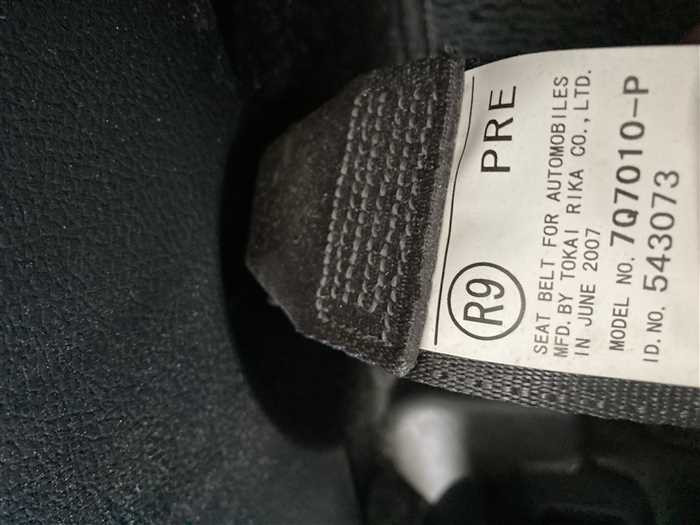 R9 PRE
SEAT BELT FOR AUTOMOBILES
MFD. BY TOKAI RIKA CO., LTD.
IN JUNE 2007
MODEL NO. 7Q7010-P
ID. NO. 543073